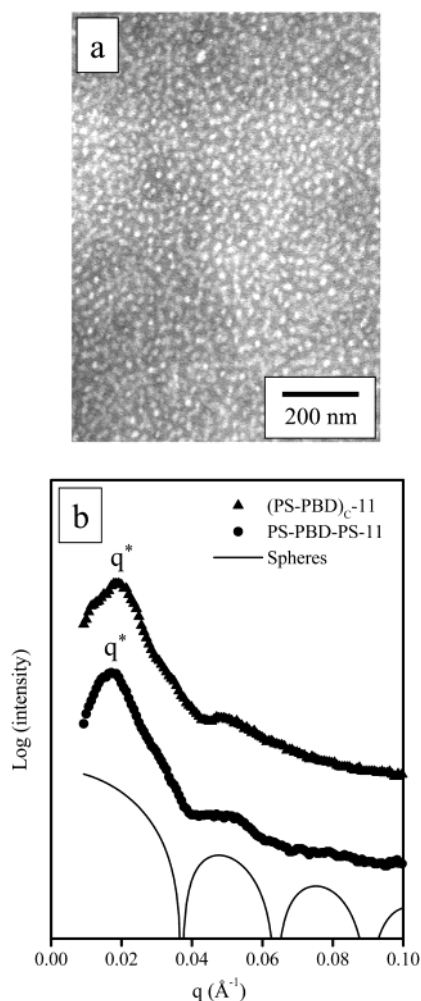 a
200 nm
b
(PS-PBD)C-11
PS-PBD-PS-11
Spheres
q*
q*
Log (intensity)
0.00 0.02 0.04 0.06 0.08 0.10
q (Å-1)